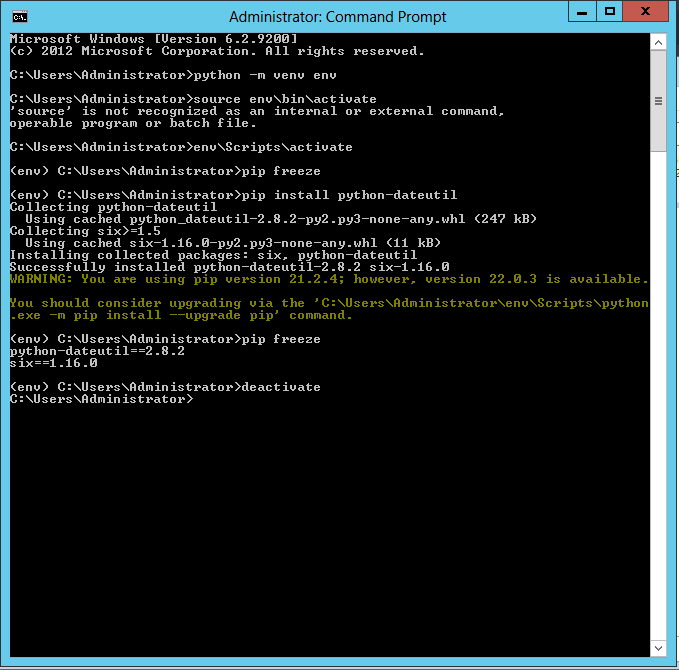 Administrator: Command Prompt
Microsoft Windows [Version 6.2.9200]
(c) 2012 Microsoft Corporation. All rights reserved.
C:\Users\Administrator>python -m venv env
C:\Users\Administrator>source env\bin\activate
'source' is not recognized as an internal or external command,
operable program or batch file.
C:\Users\Administrator>env\Scripts\activate
(env) C:\Users\Administrator>pip freeze
(env) C:\Users\Administrator>pip install python-dateutil
Collecting python-dateutil
  Using cached python_dateutil-2.8.2-py2.py3-none-any.whl (247 kB)
Collecting six>=1.5
  Using cached six-1.16.0-py2.py3-none-any.whl (11 kB)
Installing collected packages: six, python-dateutil
Successfully installed python-dateutil-2.8.2 six-1.16.0
WARNING: You are using pip version 21.2.4; however, version 22.0.3 is available.
You should consider upgrading via the 'C:\Users\Administrator\env\Scripts\python
.exe -m pip install --upgrade pip' command.
(env) C:\Users\Administrator>pip freeze
python-dateutil==2.8.2
six==1.16.0
(env) C:\Users\Administrator>deactivate
C:\Users\Administrator>